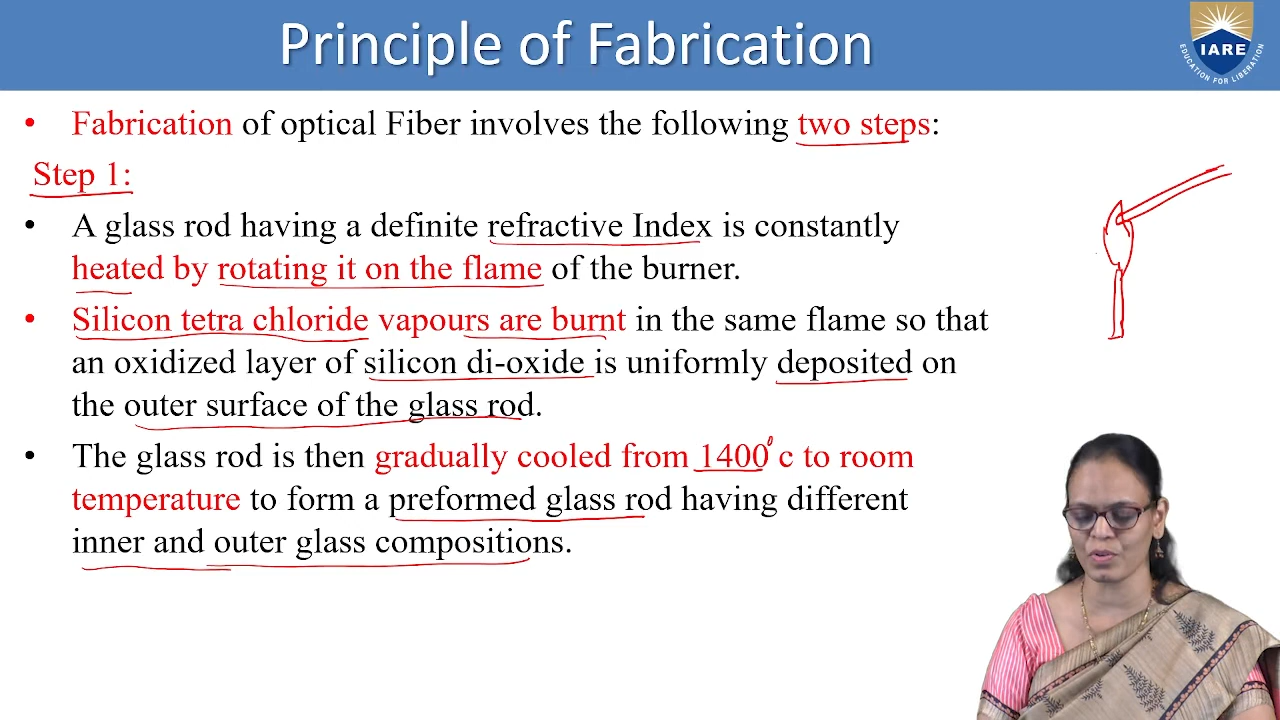 Principle of Fabrication
IARE
EDUCATION FOR LIBERATION
• Fabrication of optical Fiber involves the following two steps:
Step 1:
• A glass rod having a definite refractive Index is constantly
heated by rotating it on the flame of the burner.
• Silicon tetra chloride vapours are burnt in the same flame so that
an oxidized layer of silicon di-oxide is uniformly deposited on
the outer surface of the glass rod.
• The glass rod is then gradually cooled from 1400° c to room
temperature to form a preformed glass rod having different
inner and outer glass compositions.